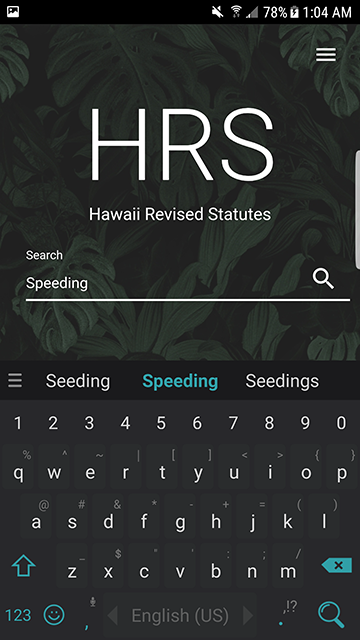 78% 1:04 AM
HRS
Hawaii Revised Statutes
Search
Speeding
Seeding Speeding Seedings
1 2 3 4 5 6 7 8 9 0
% ^ ~ | [ ] < > { }
q w e r t y u i o p
@ # & * - + = ( )
a s d f g h j k l
_ $ " ' : ; /
z x c v b n m
123 , English (US) . ,!?